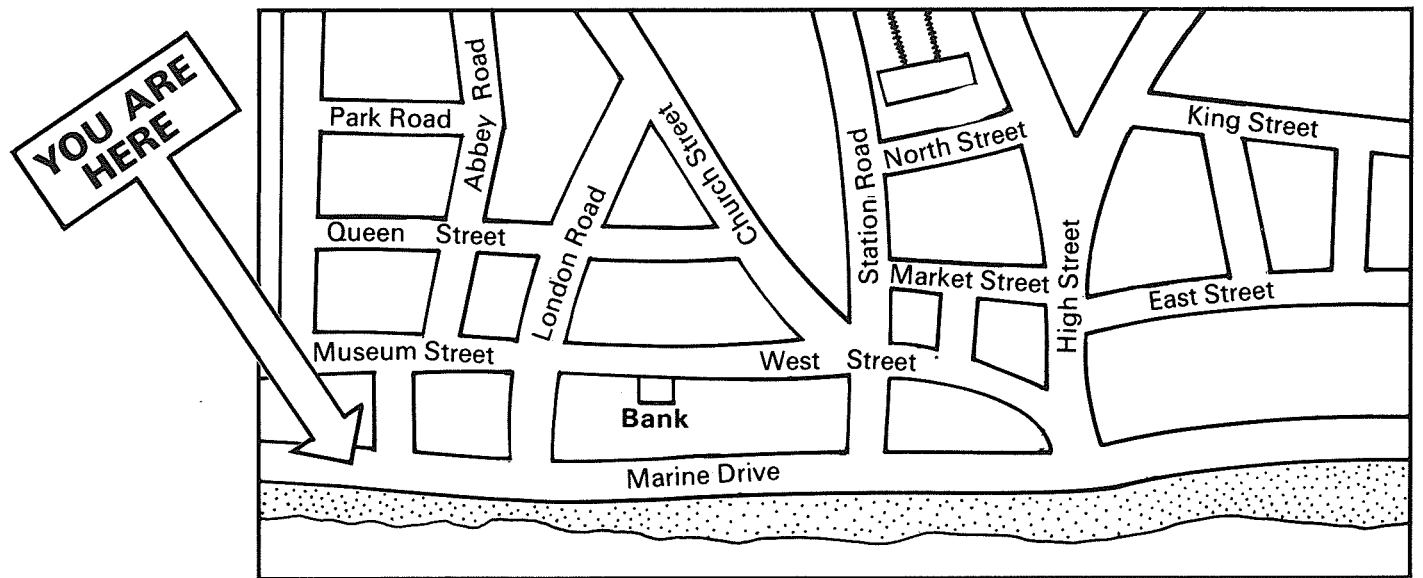 YOU ARE
HERE
Park Road
Abbey Road
Queen Street
London Road
Church Street
Museum Street
West Street
Bank
Marine Drive
Station Road
North Street
Market Street
High Street
King Street
East Street